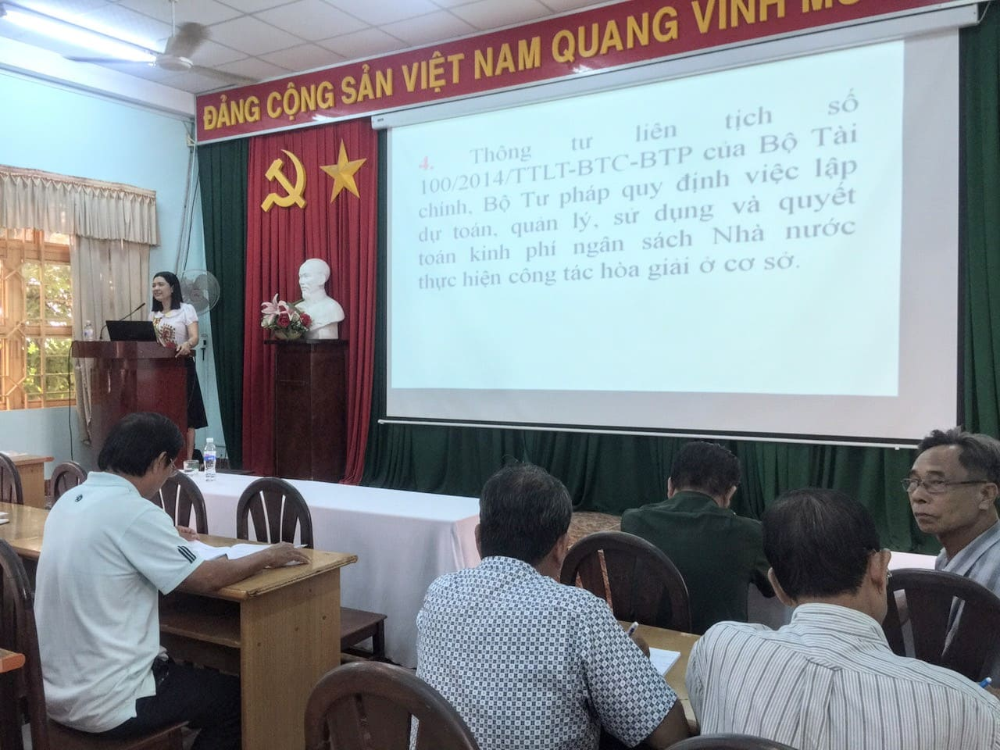 ĐẢNG CỘNG SẢN VIỆT NAM QUANG VINH MU
4. Thông tư liên tịch số
100/2014/TTLT-BTC-BTP của Bộ Tài
chính, Bộ Tư pháp quy định việc lập
dự toán, quản lý, sử dụng và quyết
toán kinh phí ngân sách Nhà nước
thực hiện công tác hòa giải ở cơ sở.